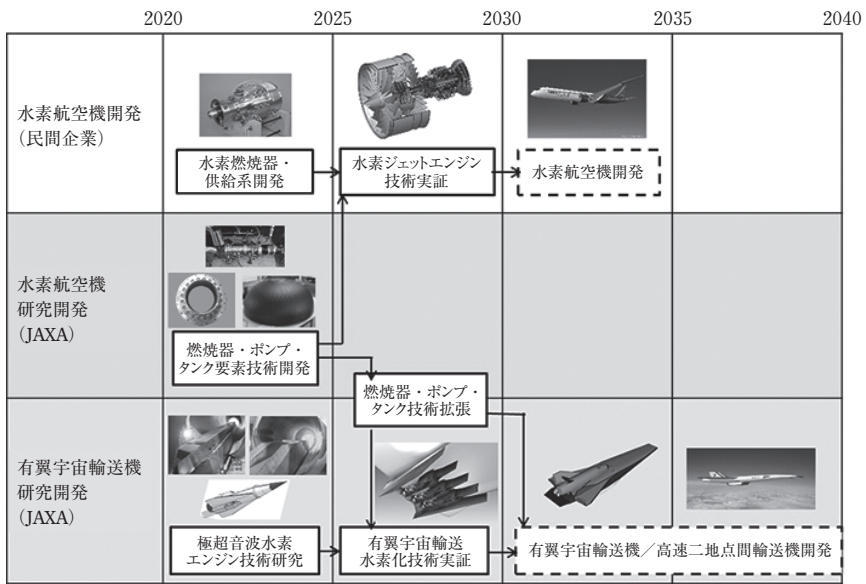 2020
2025
2030
2035
2040
水素航空機開発
（民間企業）
水素燃焼器・
供給系開発
水素ジェットエンジン
技術実証
水素航空機開発
水素航空機
研究開発
（JAXA）
燃焼器・ポンプ・
タンク要素技術開発
燃焼器・ポンプ・
タンク技術拡張
有翼宇宙輸送機
研究開発
（JAXA）
極超音波水素
エンジン技術研究
有翼宇宙輸送
水素化技術実証
有翼宇宙輸送機／高速二地点間輸送機開発